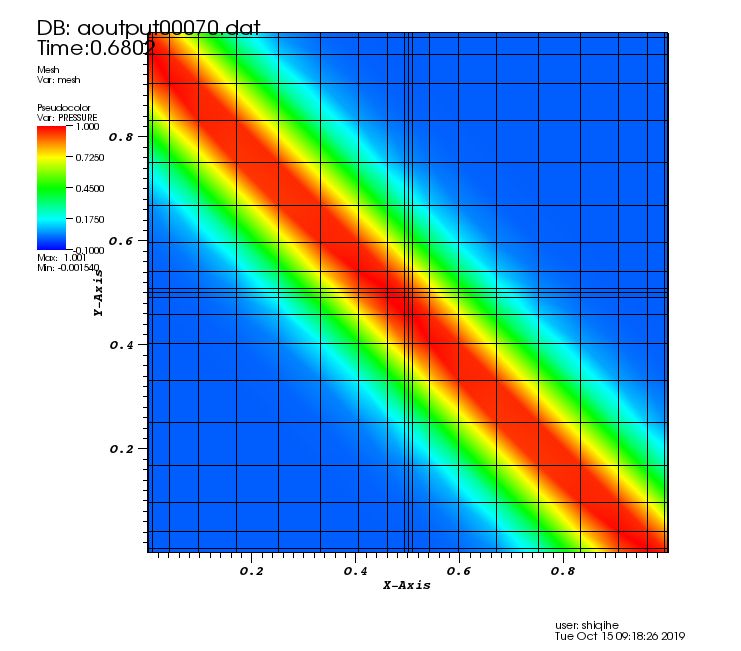 DB: aoutput00070.dat
Time:0.6802
Mesh
Var: mesh
Pseudocolor
Var: PRESSURE
1.000
0.7250
0.4500
0.1750
-0.1000
Max: 1.001
Min: -0.001540
Y-Axis
0.8
0.6
0.4
0.2
0.2 0.4 0.6 0.8
X-Axis
user: shiqihe
Tue Oct 15 09:18:26 2019